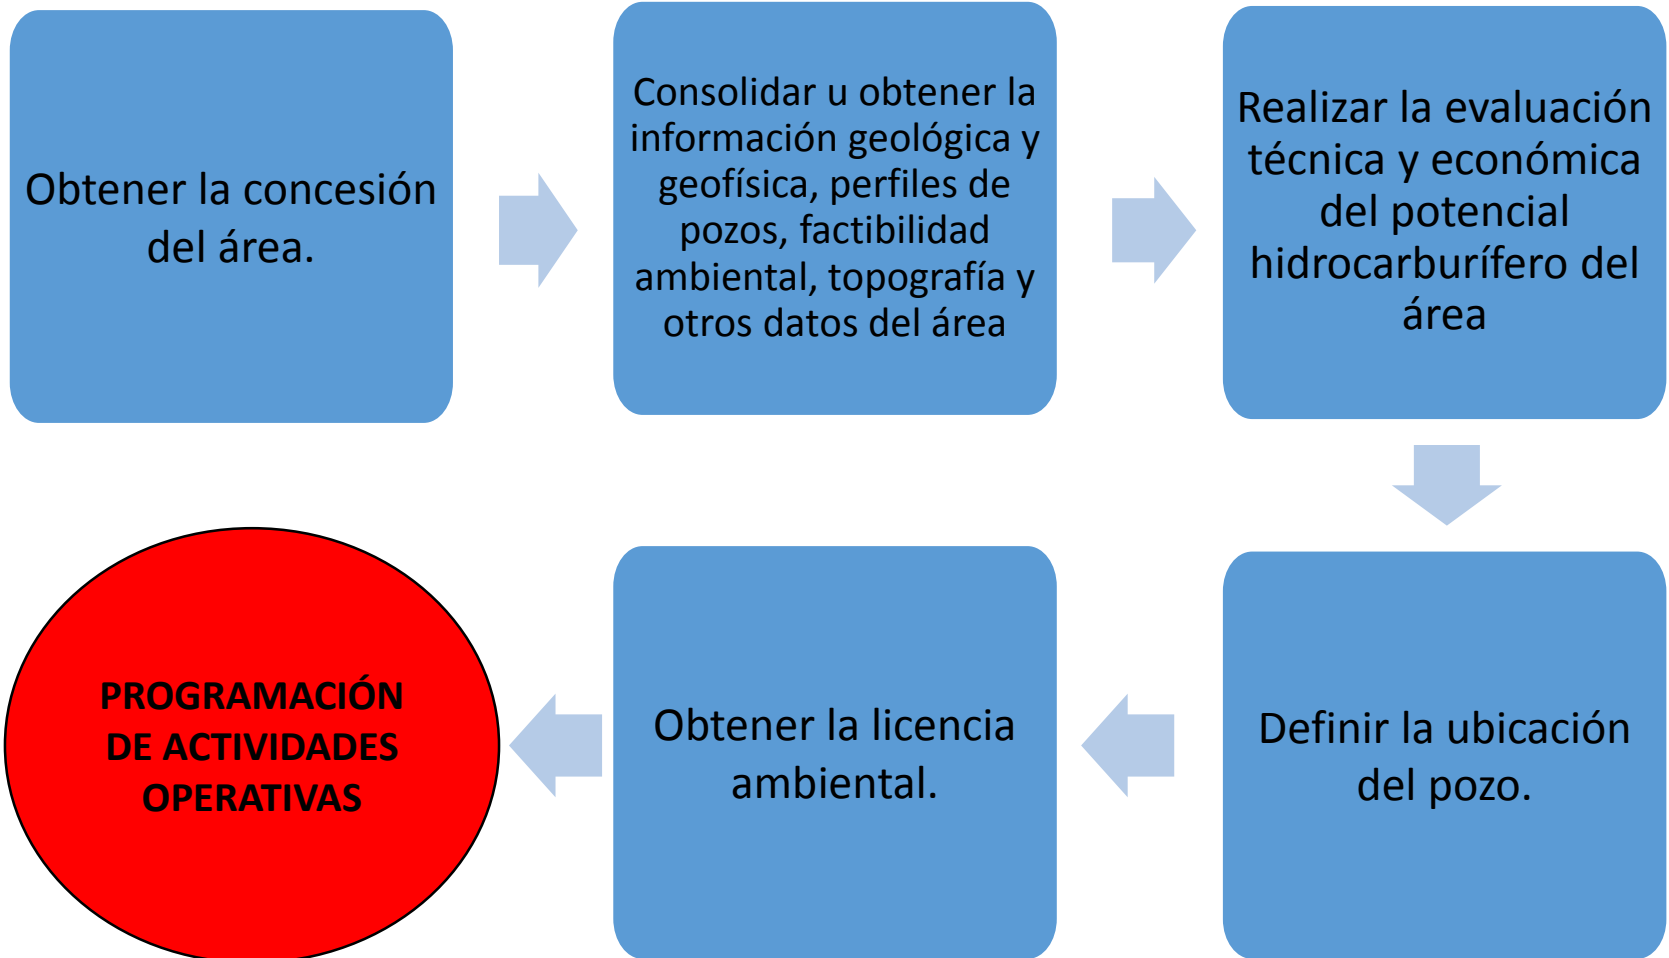 Obtener la concesión
del área.
Consolidar u obtener la
información geológica y
geofísica, perfiles de
pozos, factibilidad
ambiental, topografía y
otros datos del área
Realizar la evaluación
técnica y económica
del potencial
hidrocarburífero del
área
Definir la ubicación
del pozo.
Obtener la licencia
ambiental.
PROGRAMACIÓN
DE ACTIVIDADES
OPERATIVAS